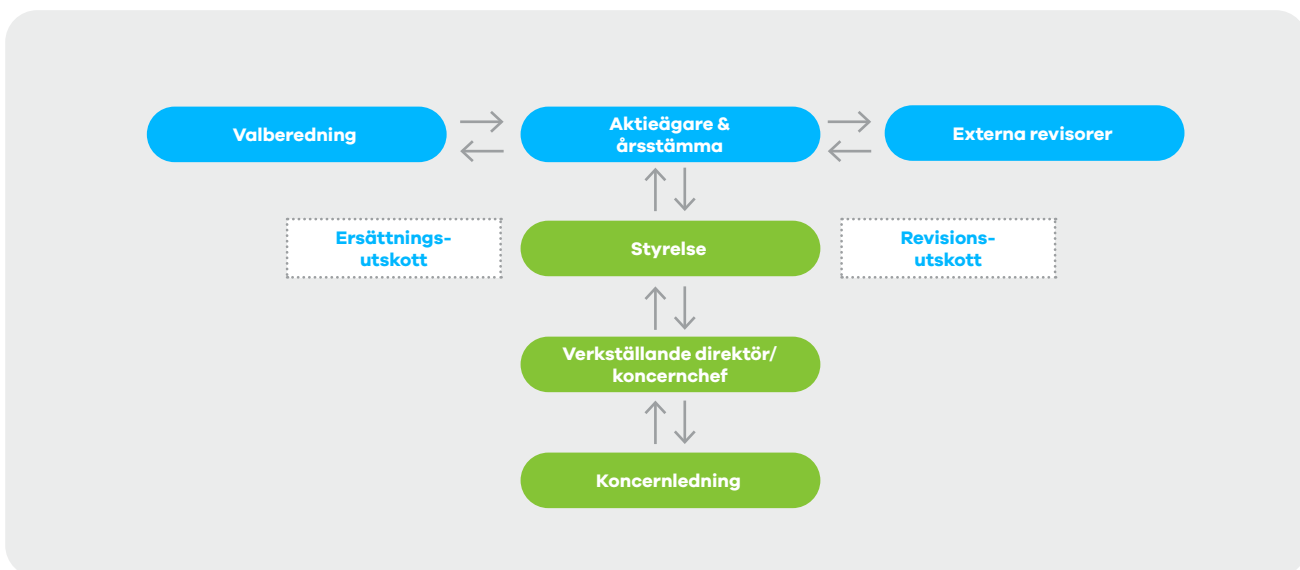 Valberedning
Aktieägare &
årsstämma
Externa revisorer
Ersättnings-
utskott
Styrelse
Revisions-
utskott
Verkställande direktör/
koncernchef
Koncernledning